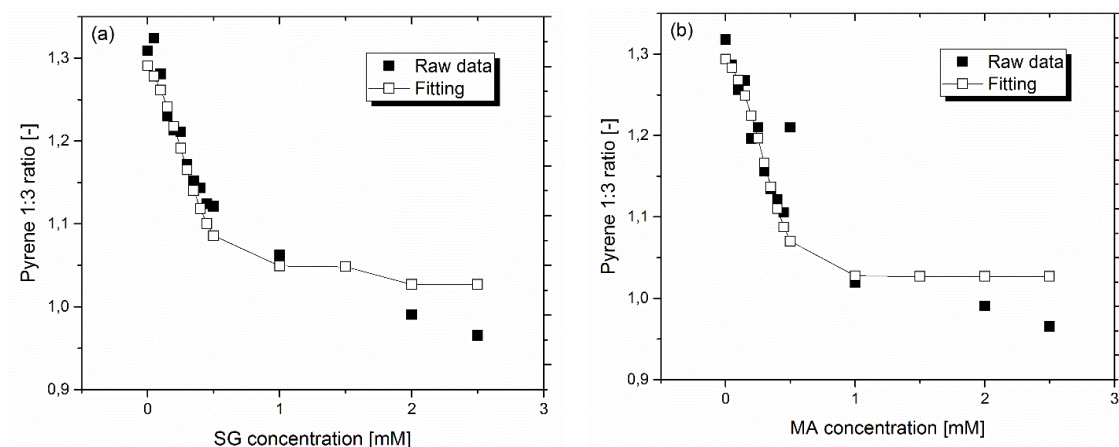 (a)
Raw data
Fitting
1,3
1,2
1,1
1,0
0,9
0
1
2
3
Pyrene 1:3 ratio [-]
SG concentration [mM]
(b)
Raw data
Fitting
1,3
1,2
1,1
1,0
0,9
0
1
2
3
Pyrene 1:3 ratio [-]
MA concentration [mM]